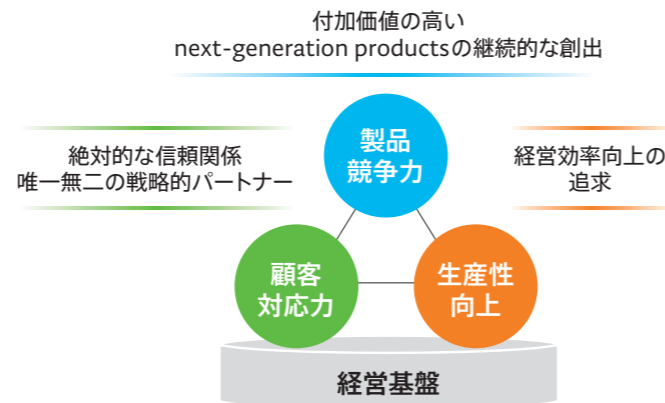 付加価値の高い
next-generation productsの継続的な創出
製品
競争力
絶対的な信頼関係
唯一無二の戦略的パートナー
経営効率向上の
追求
顧客
対応力
生産性
向上
経営基盤